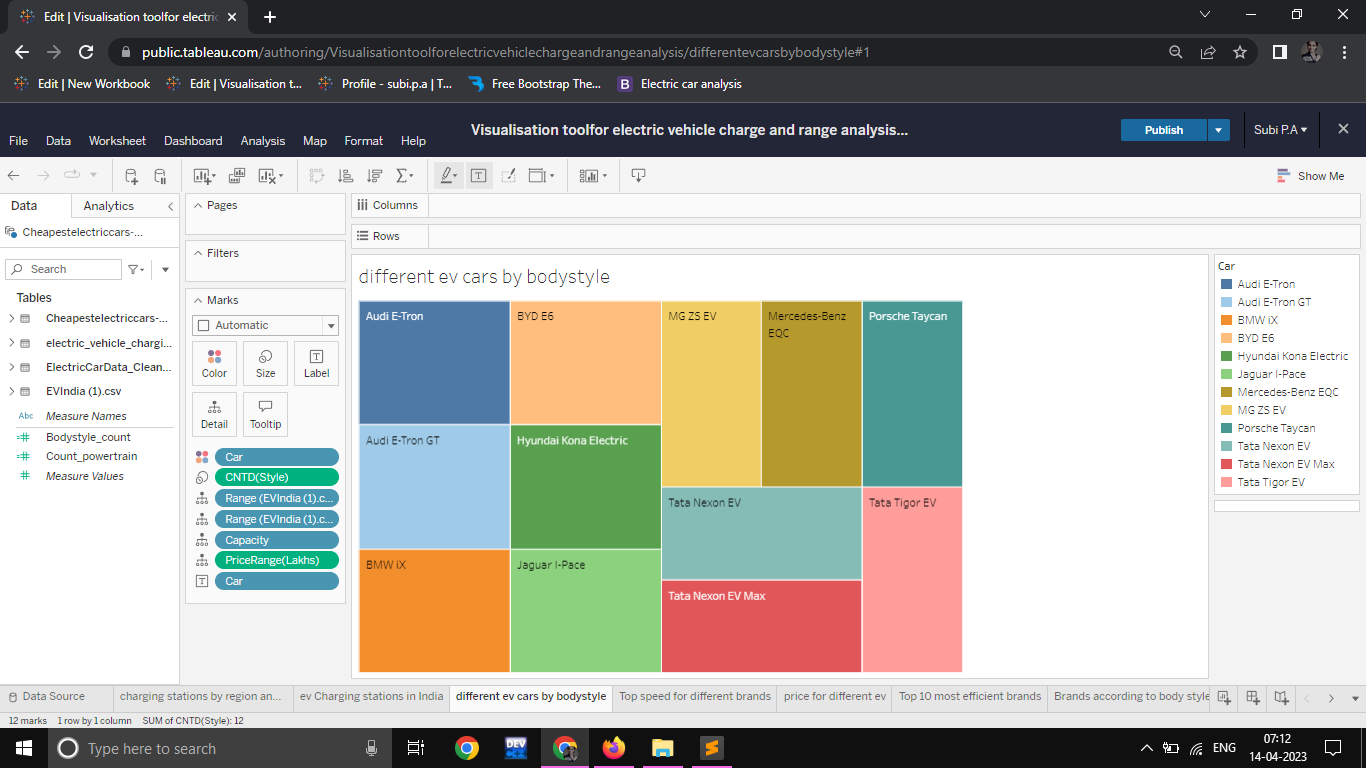 Edit | Visualisation toolfor electric
public.tableau.com/authoring/Visualisationtoolforelectricvehiclechargeandrangeanalysis/differentevcarsbybodystyle#1
Edit | New Workbook
Edit | Visualisation t...
Profile - subi.p.a | T...
Free Bootstrap The...
B
Electric car analysis
Visualisation toolfor electric vehicle charge and range analysis...
Publish
Subi P.A
File Data Worksheet Dashboard Analysis Map Format Help
Show Me
Data
Analytics
Cheapestelectriccars-...
Search
Tables
Cheapestelectriccars-...
electric_vehicle_chargi...
ElectricCarData_Clean...
EVIndia (1).csv
Abc Measure Names
Bodystyle_count
Count_powertrain
Measure Values
Pages
Filters
Marks
Automatic
Color
Size
Label
Detail
Tooltip
Car
CNTD(Style)
Range (EVIndia (1).c...
Range (EVIndia (1).c...
Capacity
PriceRange(Lakhs)
Car
Columns
Rows
different ev cars by bodystyle
Audi E-Tron
BYD E6
MG ZS EV
Mercedes-Benz
EQC
Porsche Taycan
Audi E-Tron GT
Hyundai Kona Electric
Tata Nexon EV
Tata Tigor EV
BMW iX
Jaguar I-Pace
Tata Nexon EV Max
Car
Audi E-Tron
Audi E-Tron GT
BMW iX
BYD E6
Hyundai Kona Electric
Jaguar I-Pace
Mercedes-Benz EQC
MG ZS EV
Porsche Taycan
Tata Nexon EV
Tata Nexon EV Max
Tata Tigor EV
Data Source
charging stations by region an...
ev Charging stations in India
different ev cars by bodystyle
Top speed for different brands
price for different ev
Top 10 most efficient brands
Brands according to body style
12 marks 1 row by 1 column SUM of CNTD(Style): 12
Type here to search
DEV
ENG
07:12
14-04-2023